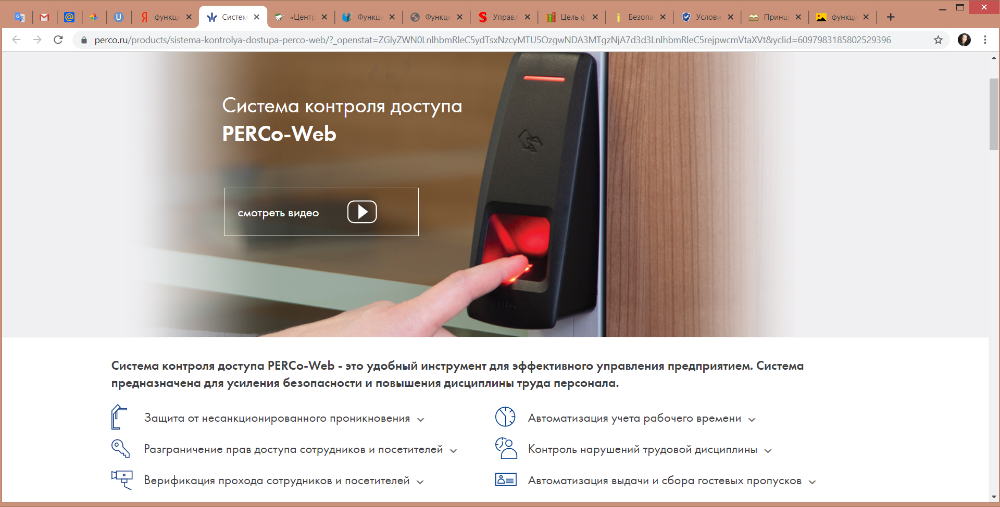 функци
Систем
«Центр
Функци
Функци
Управл
Цель ф
Безопа
Услови
Принци
функци
perco.ru/products/sistema-kontrolya-dostupa-perco-web/?_openstat=ZGlyZWN0LnlhbmRleC5ydTsxNzcyMTU5OzgwNDA3MTgzNjA7d3d3LnlhbmRleC5rejpwcmVtaXVt&yclid=6097983185802529396
Система контроля доступа
PERCo-Web
смотреть видео
Система контроля доступа PERCo-Web - это удобный инструмент для эффективного управления предприятием. Система
предназначена для усиления безопасности и повышения дисциплины труда персонала.
Защита от несанкционированного проникновения
Автоматизация учета рабочего времени
Разграничение прав доступа сотрудников и посетителей
Контроль нарушений трудовой дисциплины
Верификация прохода сотрудников и посетителей
Автоматизация выдачи и сбора гостевых пропусков